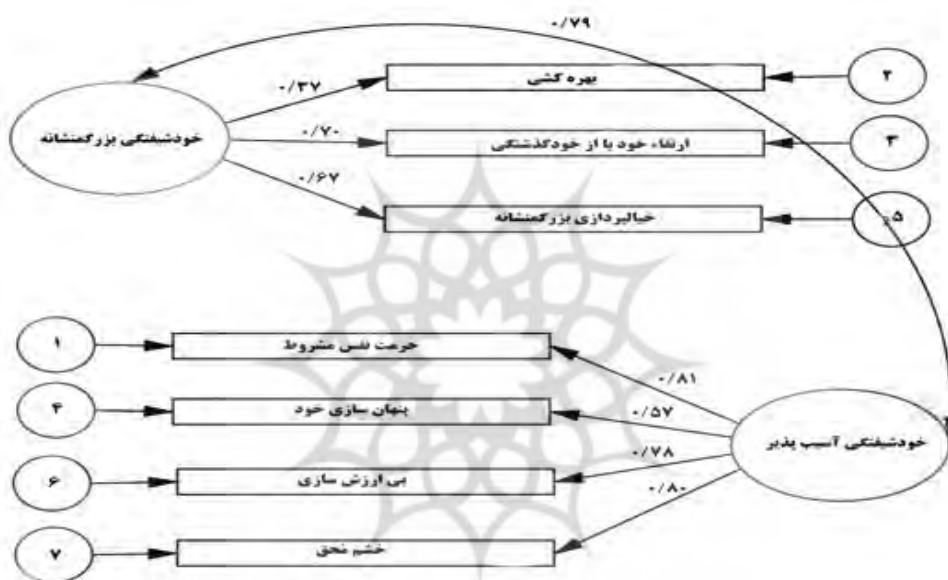 ۰/۷۹
بهره کشی
۲
۰/۳۷
خودشیفتگی بزرگمنشانه
۰/۷۰
ارتقاء خود با از خودگذشتگی
۳
۰/۶۷
خیالپردازی بزرگمنشانه
۵
۱
حرمت نفس مشروط
۰/۸۱
۴
پنهان سازی خود
۰/۵۷
خودشیفتگی آسیب پذیر
۰/۷۸
۶
بی ارزش سازی
۰/۸۰
۷
خشم محق